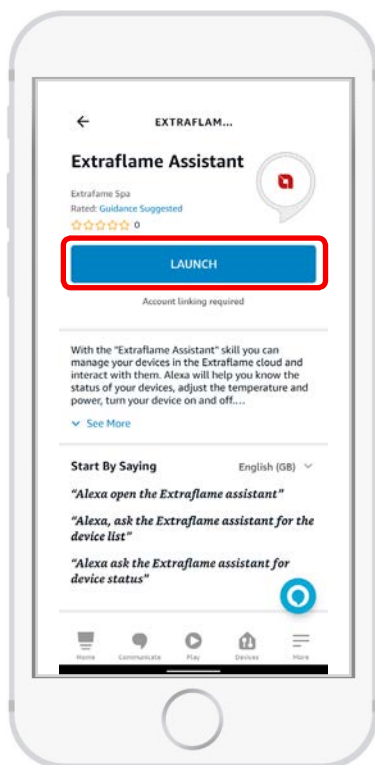 EXTRAFLAM...
Extraflame Assistant
Extrafame Spa
Rated: Guidance Suggested
0
LAUNCH
Account linking required
With the "Extraflame Assistant" skill you can
manage your devices in the Extraflame cloud and
interact with them. Alexa will help you know the
status of your devices, adjust the temperature and
power, turn your device on and off....
See More
Start By Saying English (GB)
"Alexa open the Extraflame assistant"
"Alexa, ask the Extraflame assistant for the
device list"
"Alexa ask the Extraflame assistant for
device status"
Home Communicate Play Devices More